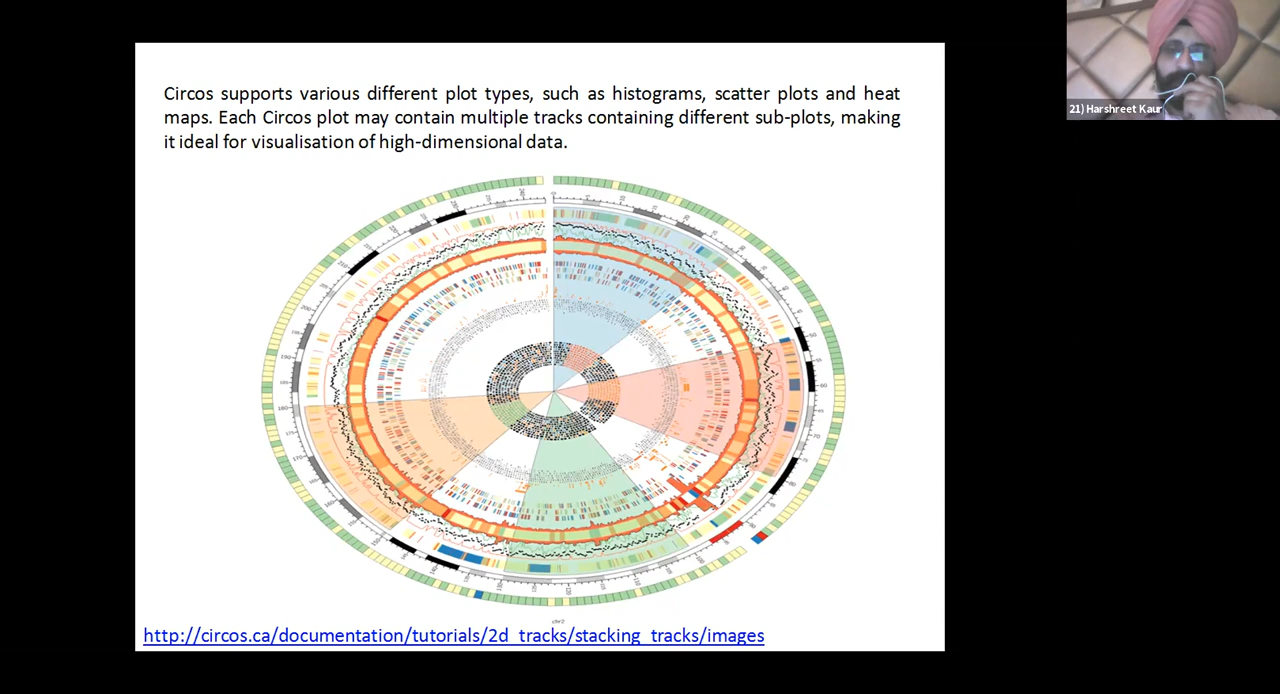 Circos supports various different plot types, such as histograms, scatter plots and heat
maps. Each Circos plot may contain multiple tracks containing different sub-plots, making
it ideal for visualisation of high-dimensional data.
21) Harshreet Kaur
chr2
http://circos.ca/documentation/tutorials/2d_tracks/stacking_tracks/images